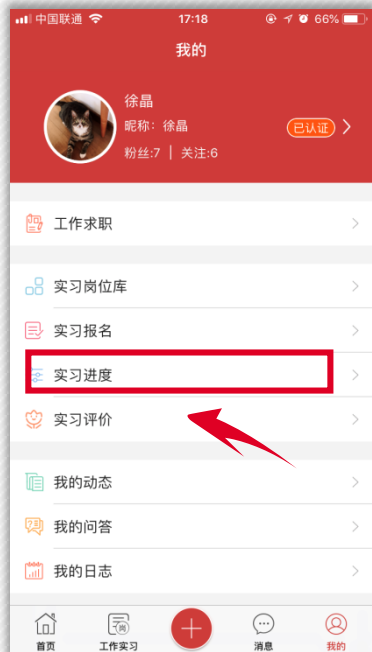 中国联通 17:18 66%
我的
徐晶
昵称：徐晶
已认证
粉丝:7 | 关注:6
工作求职
实习岗位库
实习报名
实习进度
实习评价
我的动态
我的问答
我的日志
首页 工作实习 消息 我的